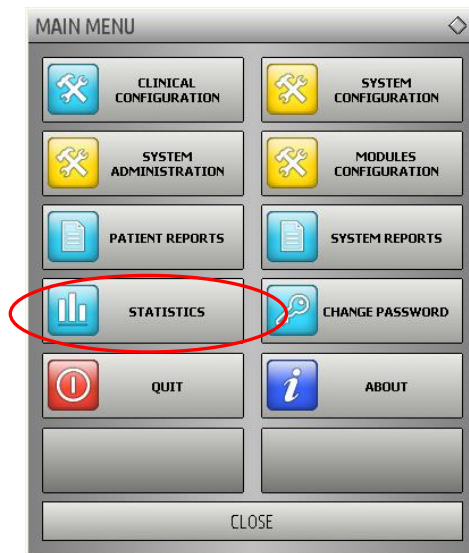 MAIN MENU
CLINICAL
CONFIGURATION
SYSTEM
CONFIGURATION
SYSTEM
ADMINISTRATION
MODULES
CONFIGURATION
PATIENT REPORTS
SYSTEM REPORTS
STATISTICS
CHANGE PASSWORD
QUIT
ABOUT
CLOSE